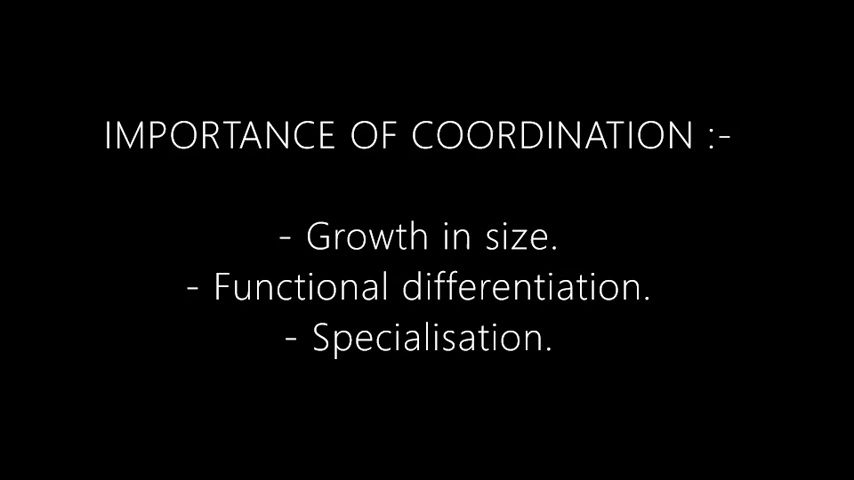 IMPORTANCE OF COORDINATION :-
- Growth in size.
- Functional differentiation.
- Specialisation.